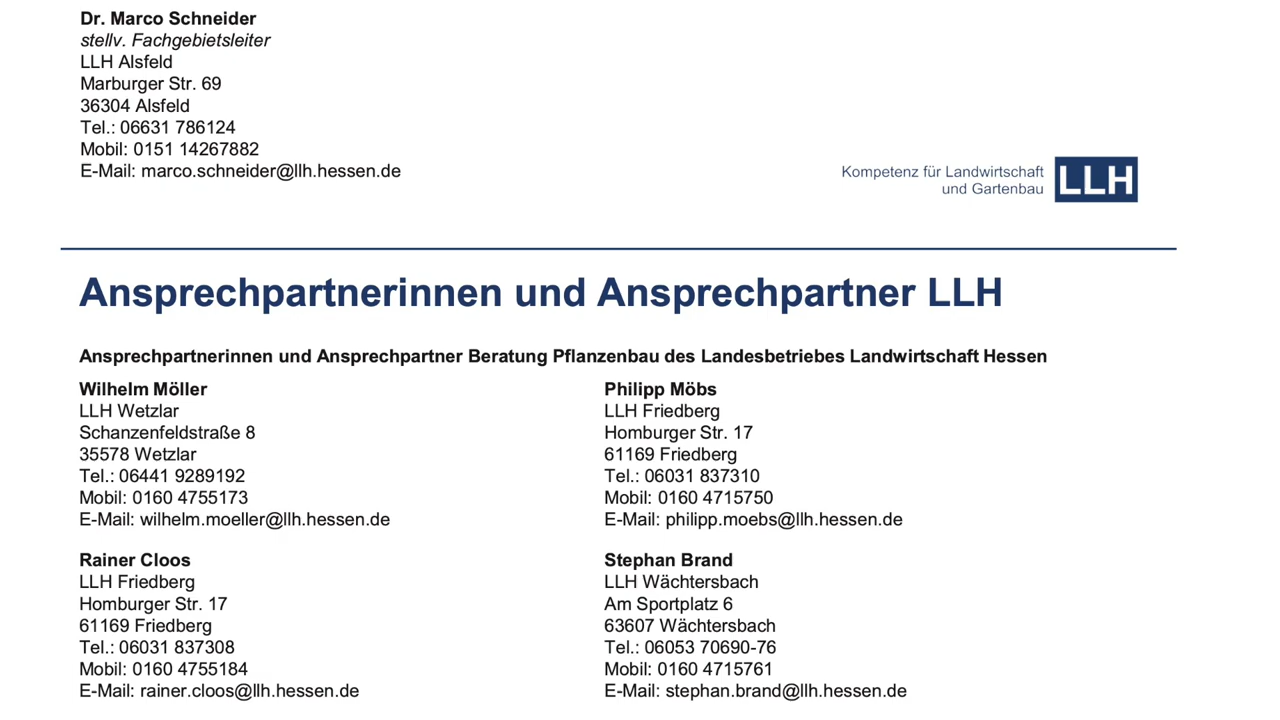 Dr. Marco Schneider
stellv. Fachgebietsleiter
LLH Alsfeld
Marburger Str. 69
36304 Alsfeld
Tel.: 06631 786124
Mobil: 0151 14267882
E-Mail: marco.schneider@llh.hessen.de
Kompetenz für Landwirtschaft
und Gartenbau
LLH
Ansprechpartnerinnen und Ansprechpartner LLH
Ansprechpartnerinnen und Ansprechpartner Beratung Pflanzenbau des Landesbetriebes Landwirtschaft Hessen
Wilhelm Möller
LLH Wetzlar
Schanzenfeldstraße 8
35578 Wetzlar
Tel.: 06441 9289192
Mobil: 0160 4755173
E-Mail: wilhelm.moeller@llh.hessen.de
Philipp Möbs
LLH Friedberg
Homburger Str. 17
61169 Friedberg
Tel.: 06031 837310
Mobil: 0160 4715750
E-Mail: philipp.moebs@llh.hessen.de
Rainer Cloos
LLH Friedberg
Homburger Str. 17
61169 Friedberg
Tel.: 06031 837308
Mobil: 0160 4755184
E-Mail: rainer.cloos@llh.hessen.de
Stephan Brand
LLH Wächtersbach
Am Sportplatz 6
63607 Wächtersbach
Tel.: 06053 70690-76
Mobil: 0160 4715761
E-Mail: stephan.brand@llh.hessen.de